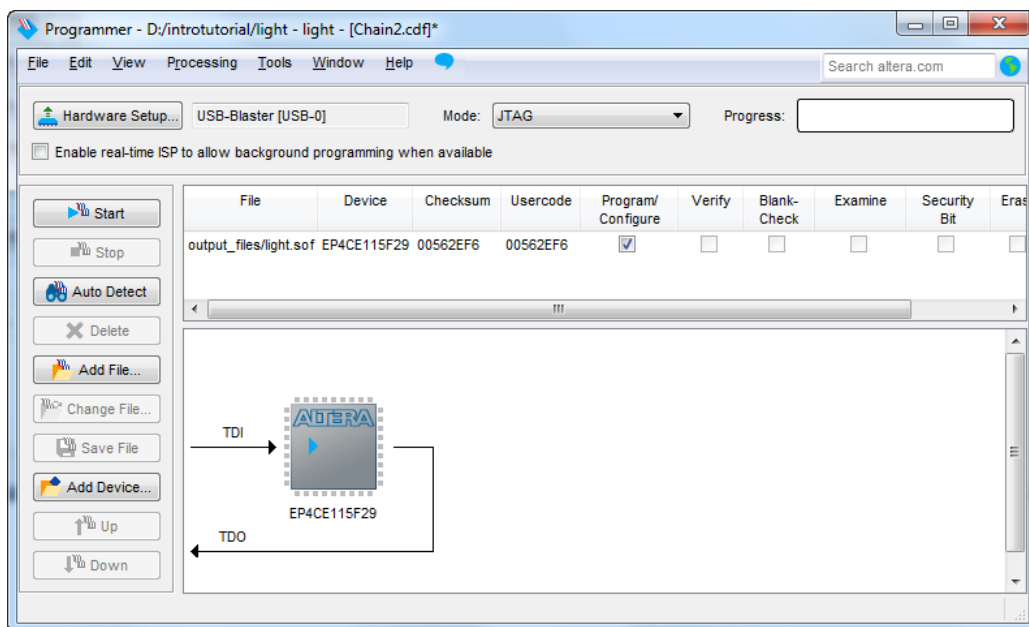 Programmer - D:/introtutorial/light - light - [Chain2.cdf]*
File Edit View Processing Tools Window Help Search altera.com
Hardware Setup... USB-Blaster [USB-0] Mode: JTAG Progress:
Enable real-time ISP to allow background programming when available
File Device Checksum Usercode Program/ Verify Blank- Examine Security Eras
Configure Check Bit
output_files/light.sof EP4CE115F29 00562EF6 00562EF6
Start
Stop
Auto Detect
Delete
Add File...
Change File...
Save File
Add Device...
Up
Down
ALTERA
TDI
EP4CE115F29
TDO